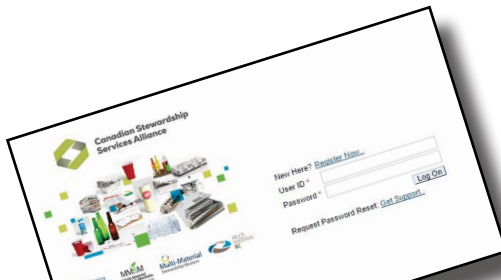 Canadian Stewardship
Services Alliance
New Here? Register Now...
User ID *
Password *
Log On
Request Password Reset: Get Support...
MMSM
Multi-Material
Stewardship Western